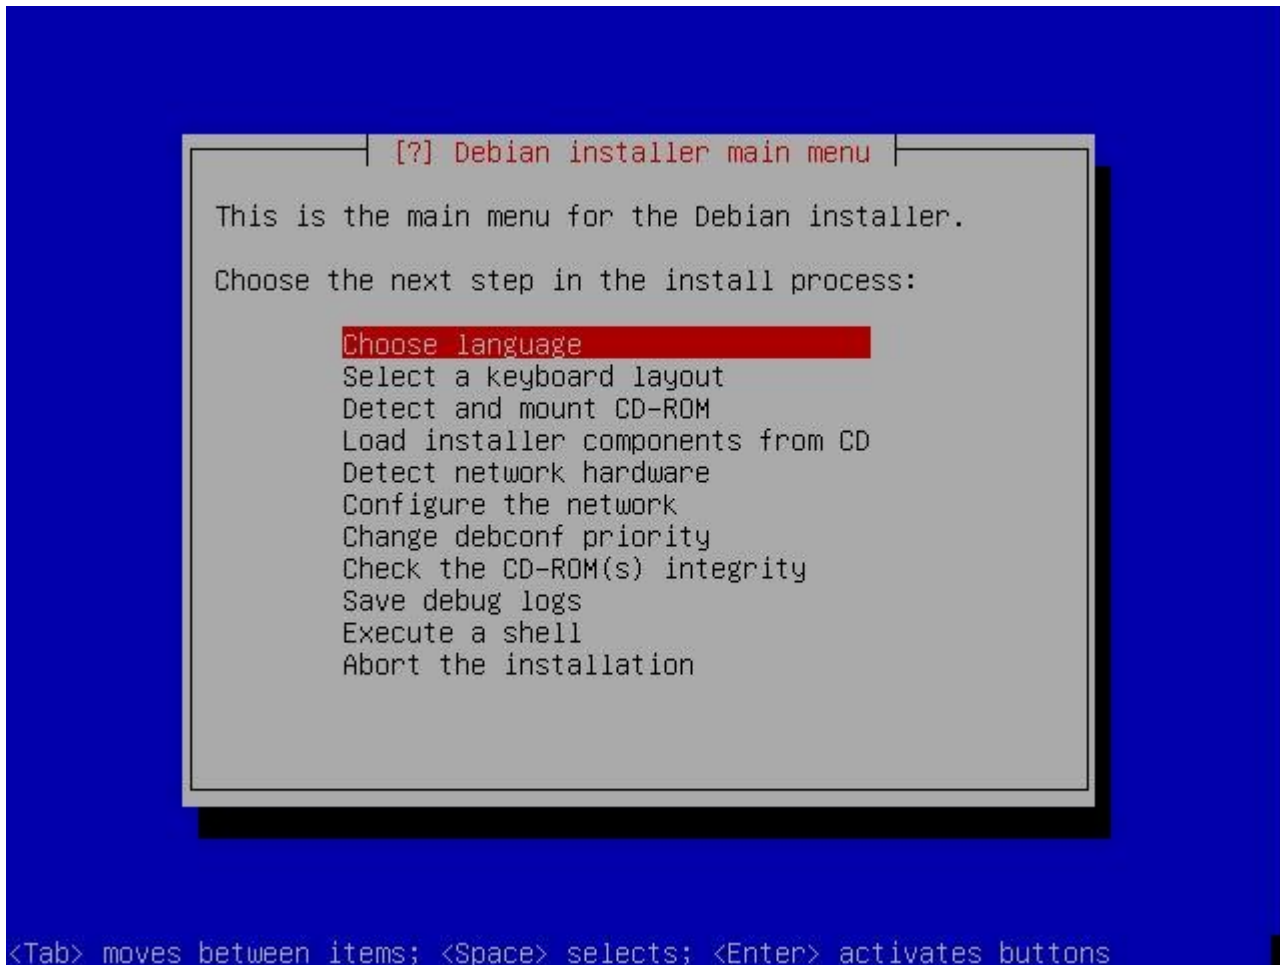 [?] Debian installer main menu
This is the main menu for the Debian installer.
Choose the next step in the install process:
Choose language
Select a keyboard layout
Detect and mount CD-ROM
Load installer components from CD
Detect network hardware
Configure the network
Change debconf priority
Check the CD-ROM(s) integrity
Save debug logs
Execute a shell
Abort the installation
<Tab> moves between items; <Space> selects; <Enter> activates buttons